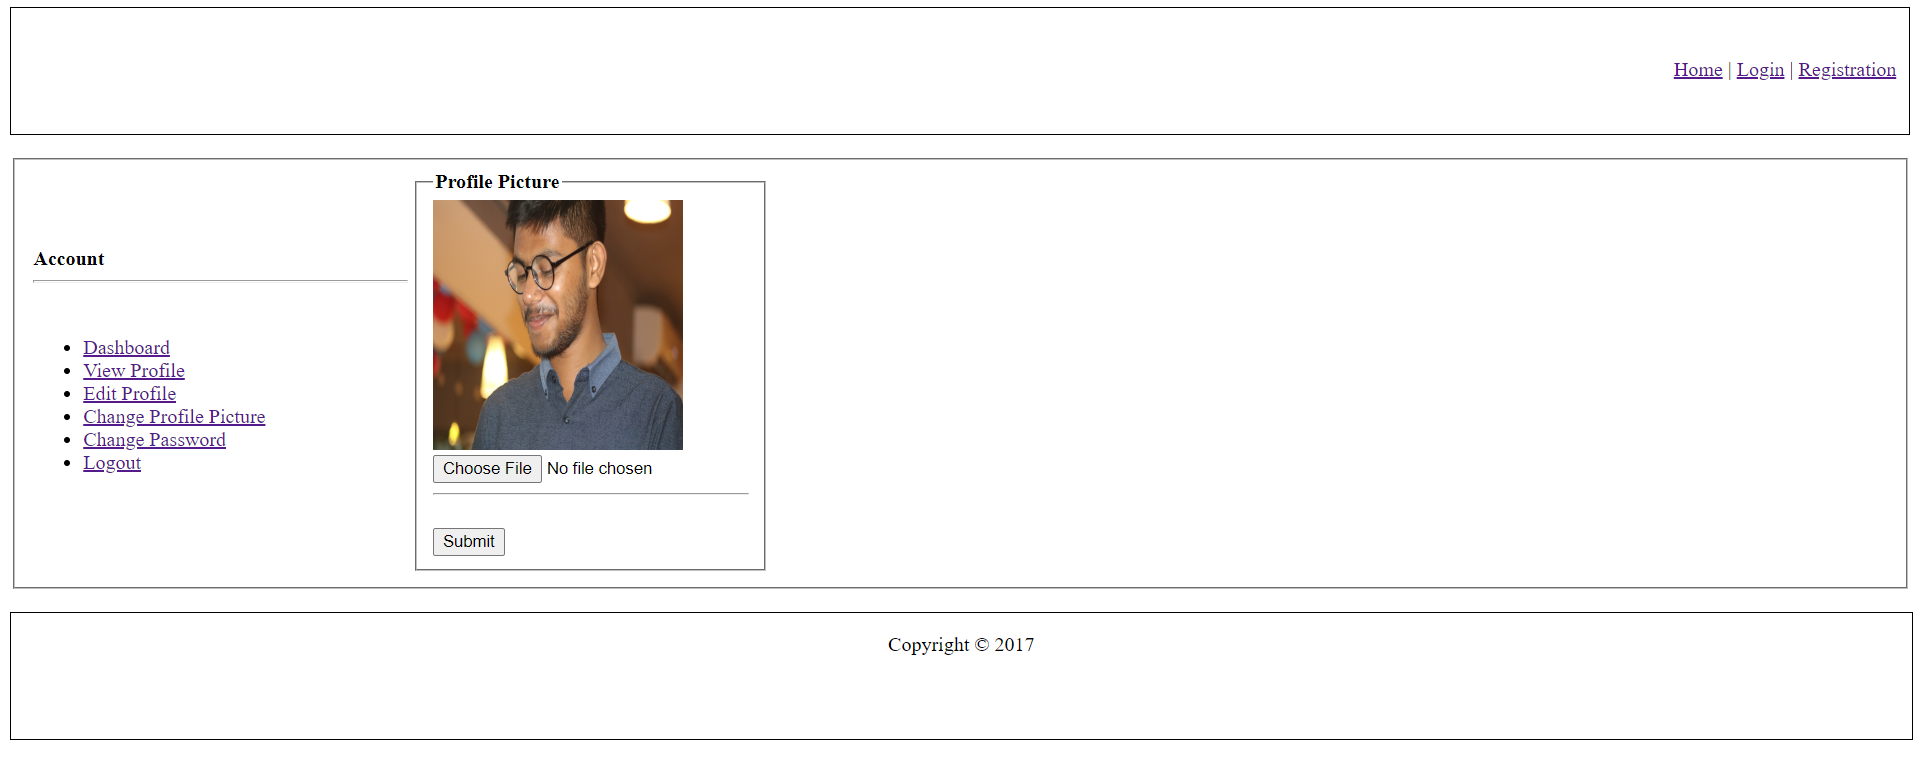 Home | Login | Registration
Account
Dashboard
View Profile
Edit Profile
Change Profile Picture
Change Password
Logout
Profile Picture
Choose File No file chosen
Submit
Copyright © 2017